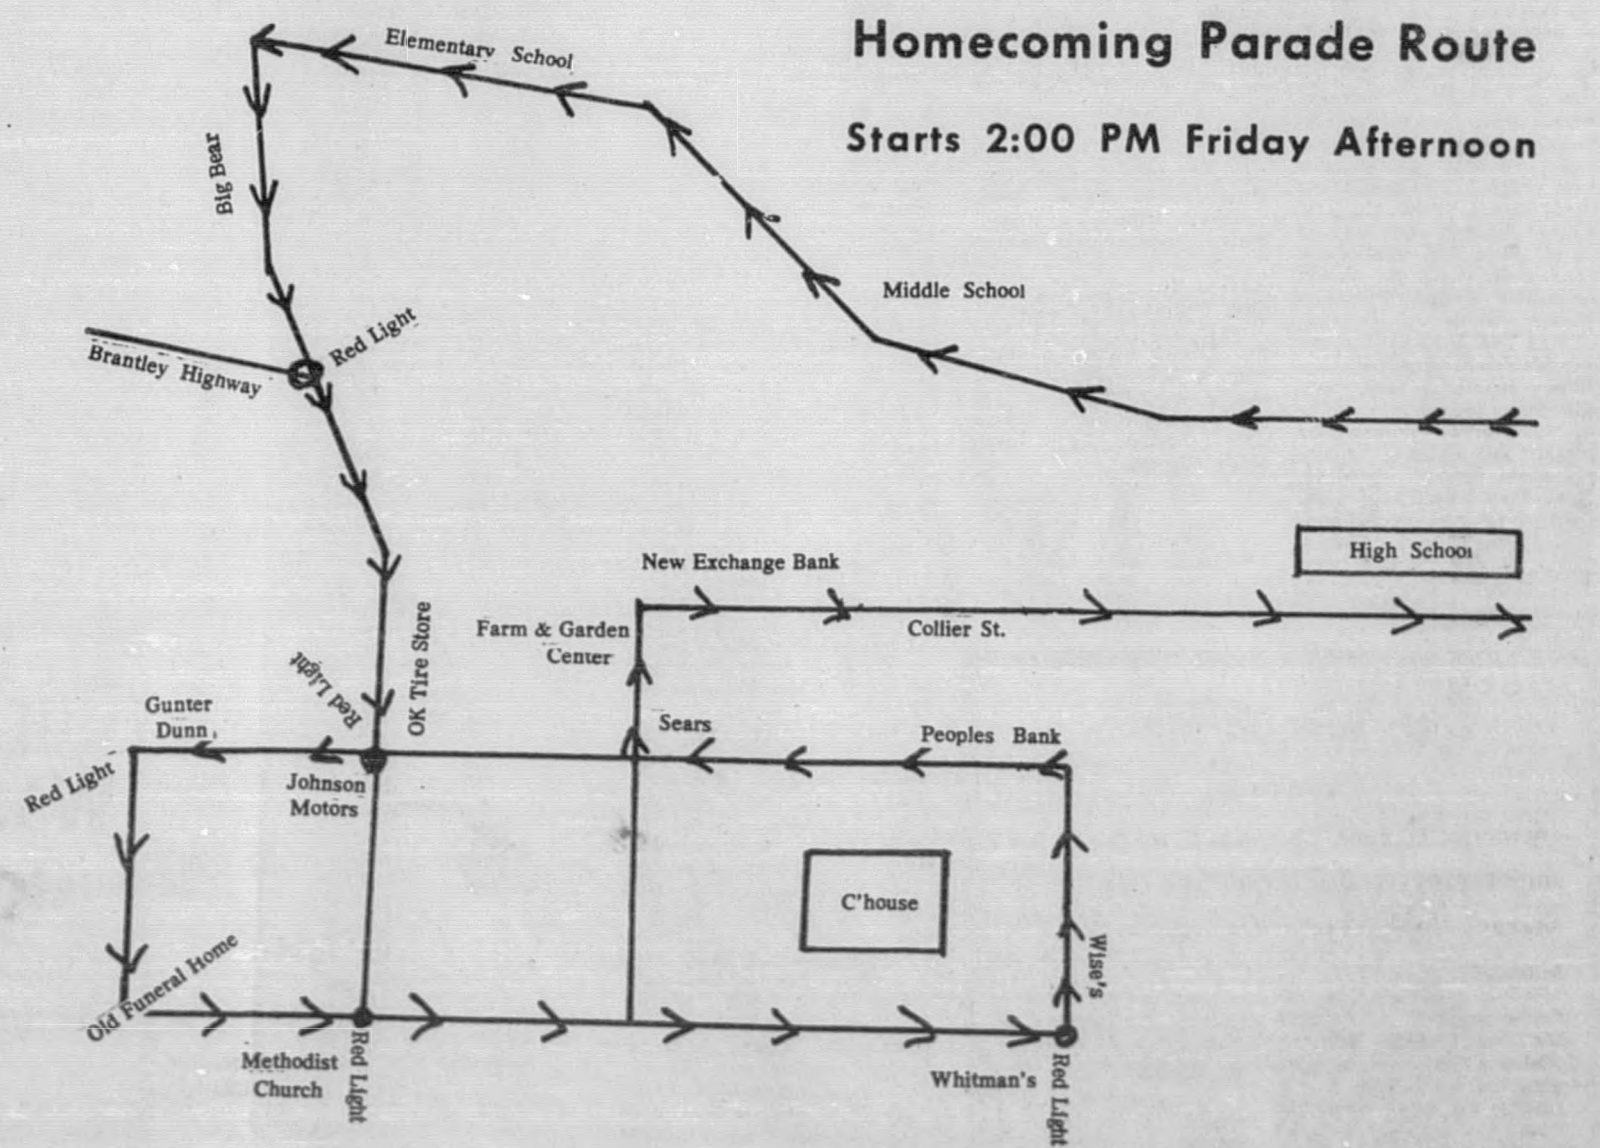 Homecoming Parade Route
Starts 2:00 PM Friday Afternoon
Elementary School
Big Bear
Middle School
Red Light
Brantley Highway
High School
New Exchange Bank
Farm & Garden
Center
Collier St.
OK Tire Store
Red Light
Gunter
Dunn
Sears
Peoples Bank
Red Light
Johnson
Motors
C'house
Wise's
Old Funeral Home
Methodist
Church
Red Light
Whitman's
Red Light